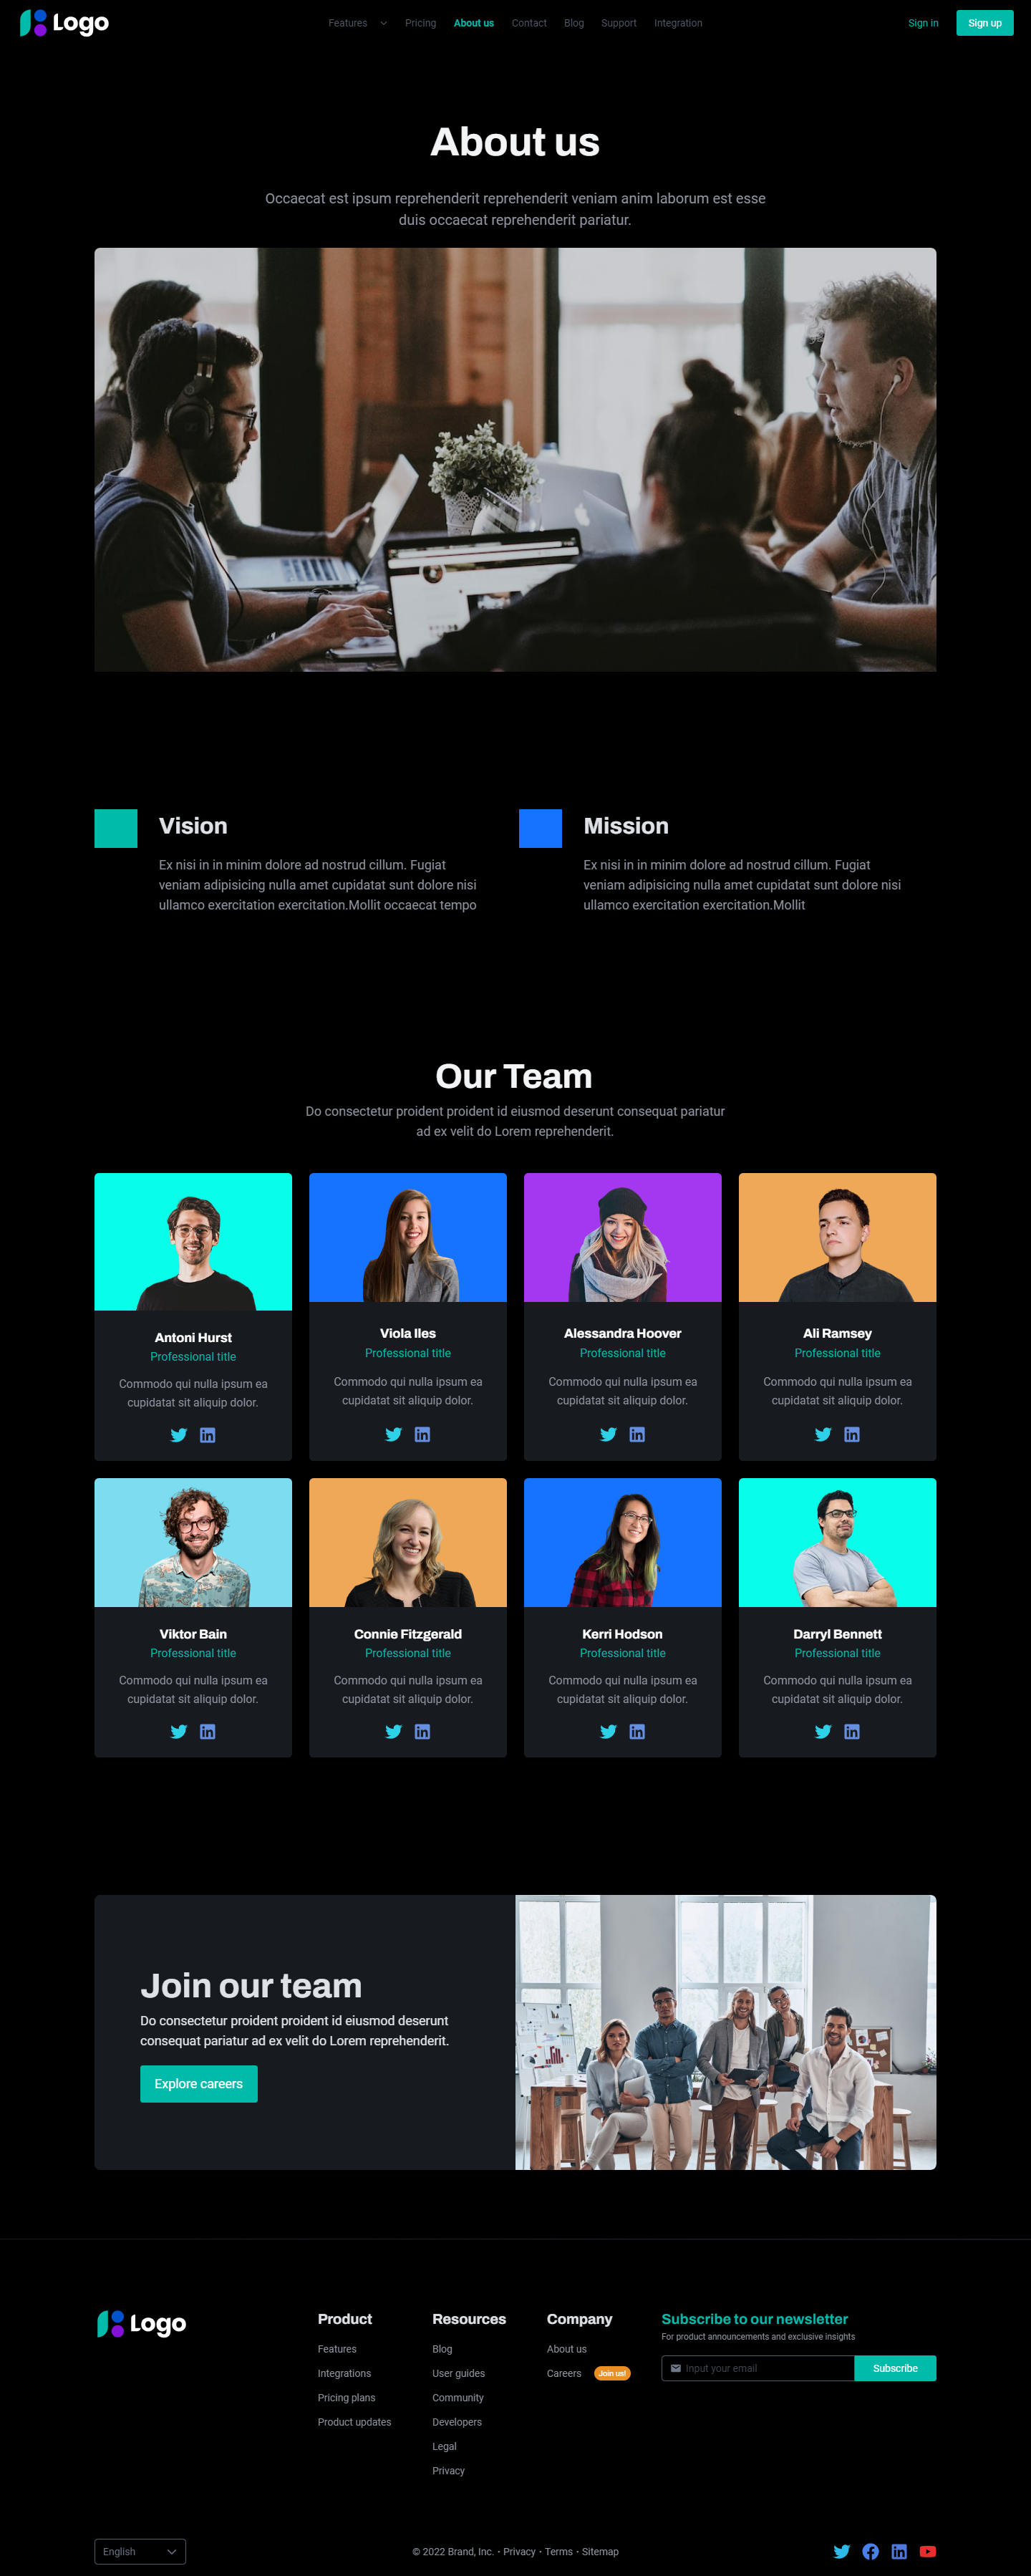 Logo
Features
Pricing
About us
Contact
Blog
Support
Integration
Sign in
Sign up
About us
Occaecat est ipsum reprehenderit reprehenderit veniam anim laborum est esse
duis occaecat reprehenderit pariatur.
Vision
Ex nisi in in minim dolore ad nostrud cillum. Fugiat
veniam adipisicing nulla amet cupidatat sunt dolore nisi
ullamco exercitation exercitation.Mollit occaecat tempo
Mission
Ex nisi in in minim dolore ad nostrud cillum. Fugiat
veniam adipisicing nulla amet cupidatat sunt dolore nisi
ullamco exercitation exercitation.Mollit
Our Team
Do consectetur proident proident id eiusmod deserunt consequat pariatur
ad ex velit do Lorem reprehenderit.
Antoni Hurst
Professional title
Commodo qui nulla ipsum ea
cupidatat sit aliquip dolor.
Viola Iles
Professional title
Commodo qui nulla ipsum ea
cupidatat sit aliquip dolor.
Alessandra Hoover
Professional title
Commodo qui nulla ipsum ea
cupidatat sit aliquip dolor.
Ali Ramsey
Professional title
Commodo qui nulla ipsum ea
cupidatat sit aliquip dolor.
Viktor Bain
Professional title
Commodo qui nulla ipsum ea
cupidatat sit aliquip dolor.
Connie Fitzgerald
Professional title
Commodo qui nulla ipsum ea
cupidatat sit aliquip dolor.
Kerri Hodson
Professional title
Commodo qui nulla ipsum ea
cupidatat sit aliquip dolor.
Darryl Bennett
Professional title
Commodo qui nulla ipsum ea
cupidatat sit aliquip dolor.
Join our team
Do consectetur proident proident id eiusmod deserunt
consequat pariatur ad ex velit do Lorem reprehenderit.
Explore careers
Logo
Product
Features
Integrations
Pricing plans
Product updates
Resources
Blog
User guides
Community
Developers
Legal
Privacy
Company
About us
Careers
Join us!
Subscribe to our newsletter
For product announcements and exclusive insights
Input your email
Subscribe
English
© 2022 Brand, Inc. • Privacy • Terms • Sitemap